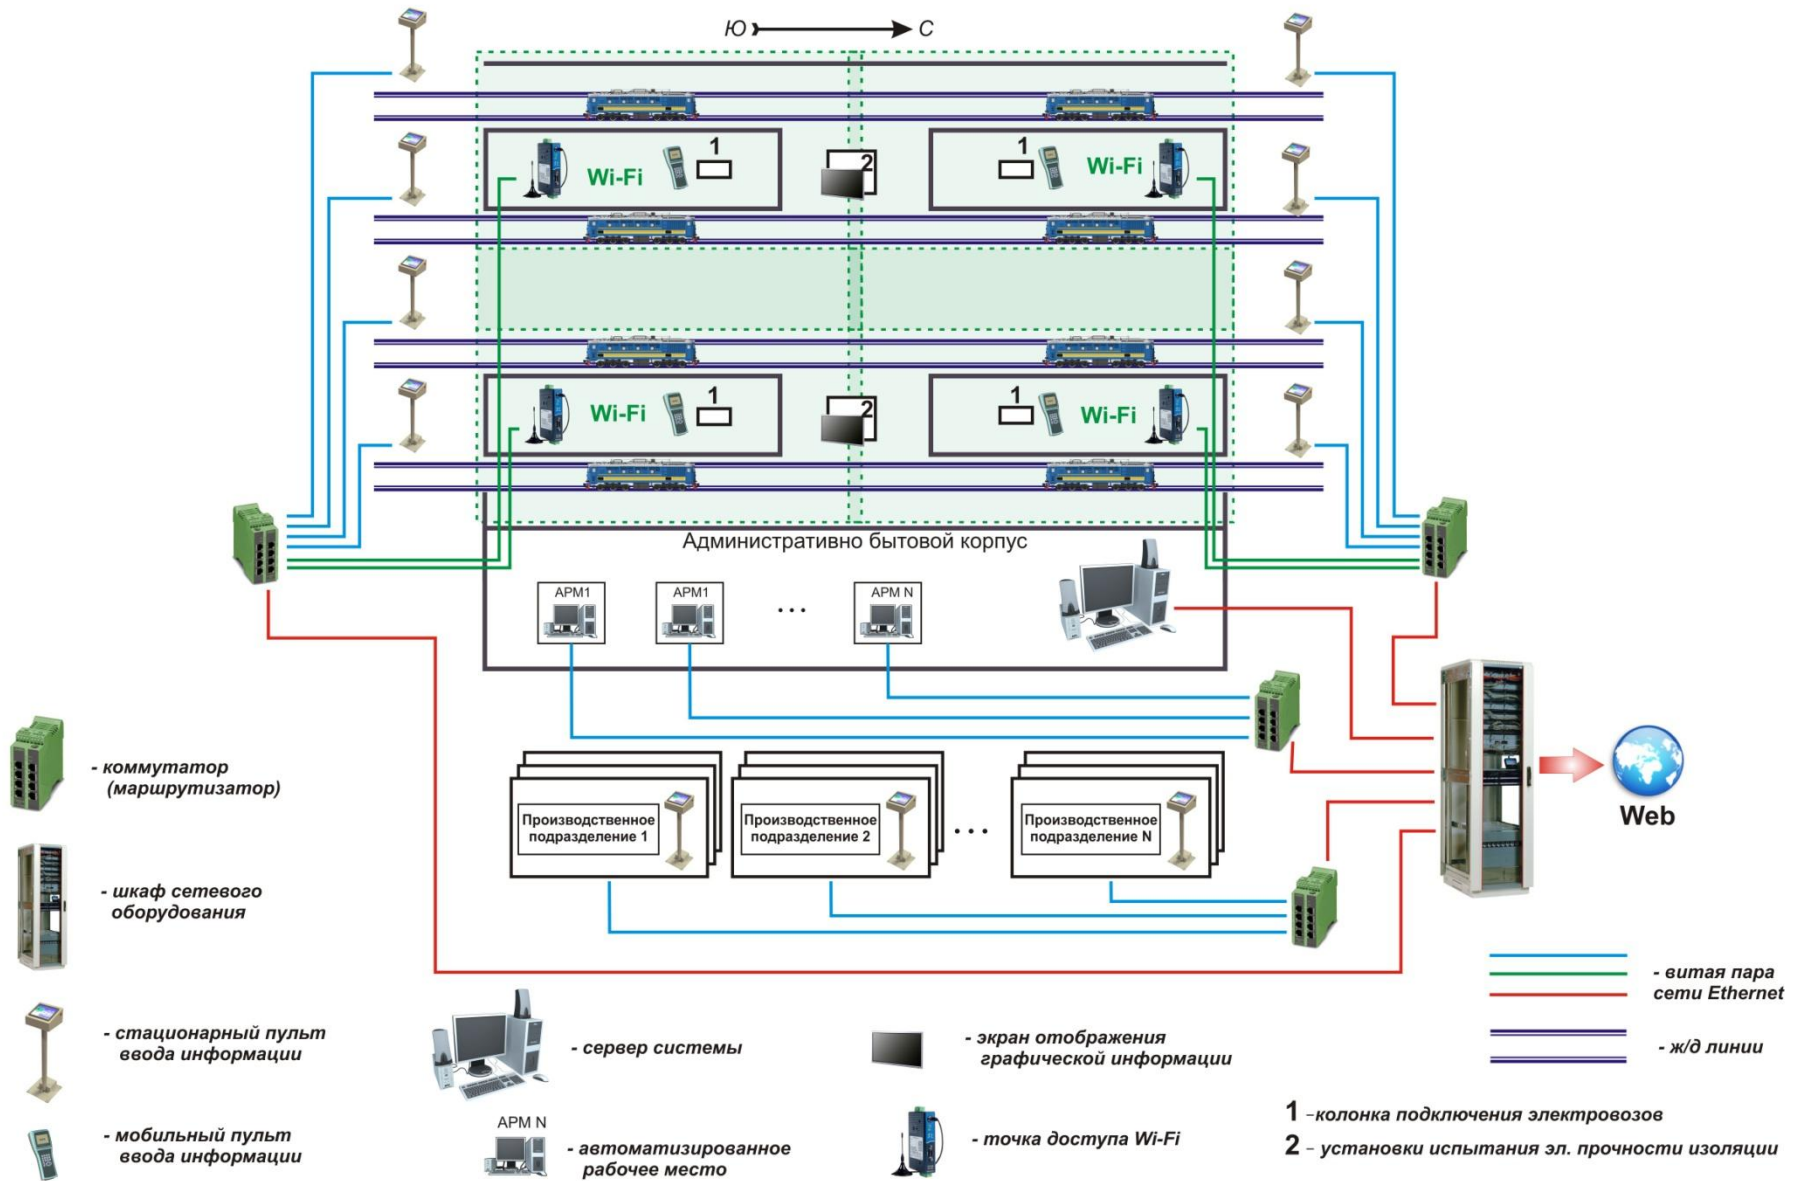 Ю С
1
2
1
Wi-Fi
Wi-Fi
1
2
1
Wi-Fi
Wi-Fi
Административно бытовой корпус
АРМ1
АРМ1
...
АРМ N
Производственное
подразделение 1
Производственное
подразделение 2
...
Производственное
подразделение N
Web
- коммутатор
(маршрутизатор)
- шкаф сетевого
оборудования
- стационарный пульт
ввода информации
- мобильный пульт
ввода информации
- сервер системы
АРМ N
- автоматизированное
рабочее место
- экран отображения
графической информации
- точка доступа Wi-Fi
- витая пара
сети Ethernet
- ж/д линии
1 - колонка подключения электровозов
2 - установки испытания эл. прочности изоляции